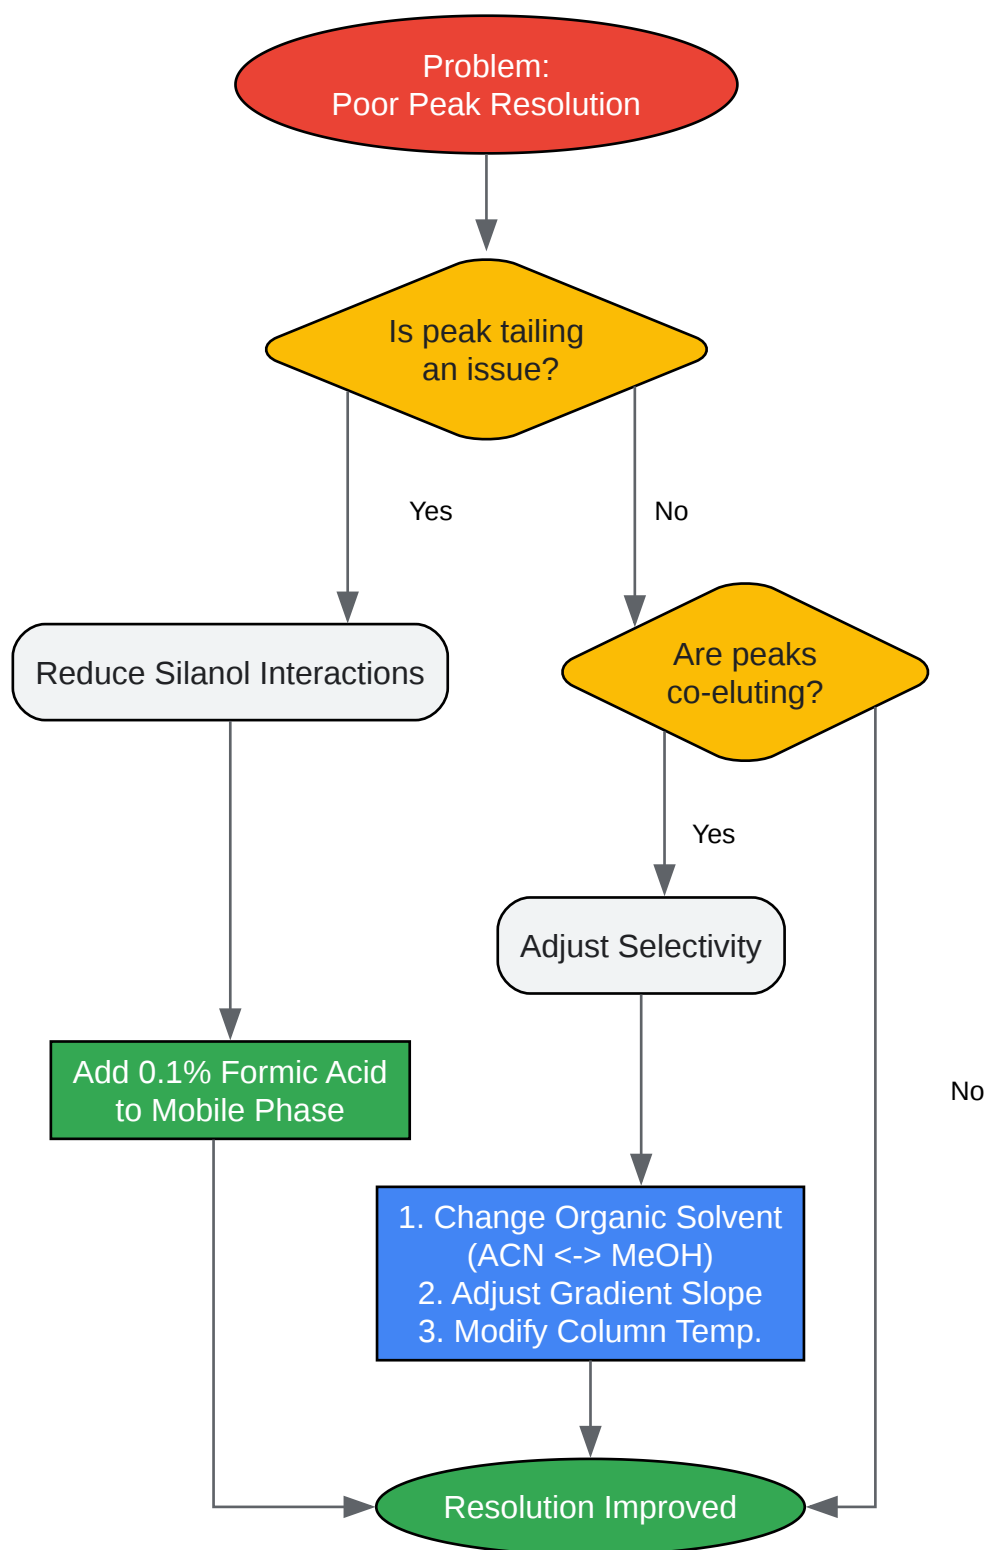 Problem:
Poor Peak Resolution
Is peak tailing
an issue?
Yes
No
Reduce Silanol Interactions
Are peaks
co-eluting?
Yes
Adjust Selectivity
Add 0.1% Formic Acid
to Mobile Phase
No
1. Change Organic Solvent
(ACN <-> MeOH)
2. Adjust Gradient Slope
3. Modify Column Temp.
Resolution Improved